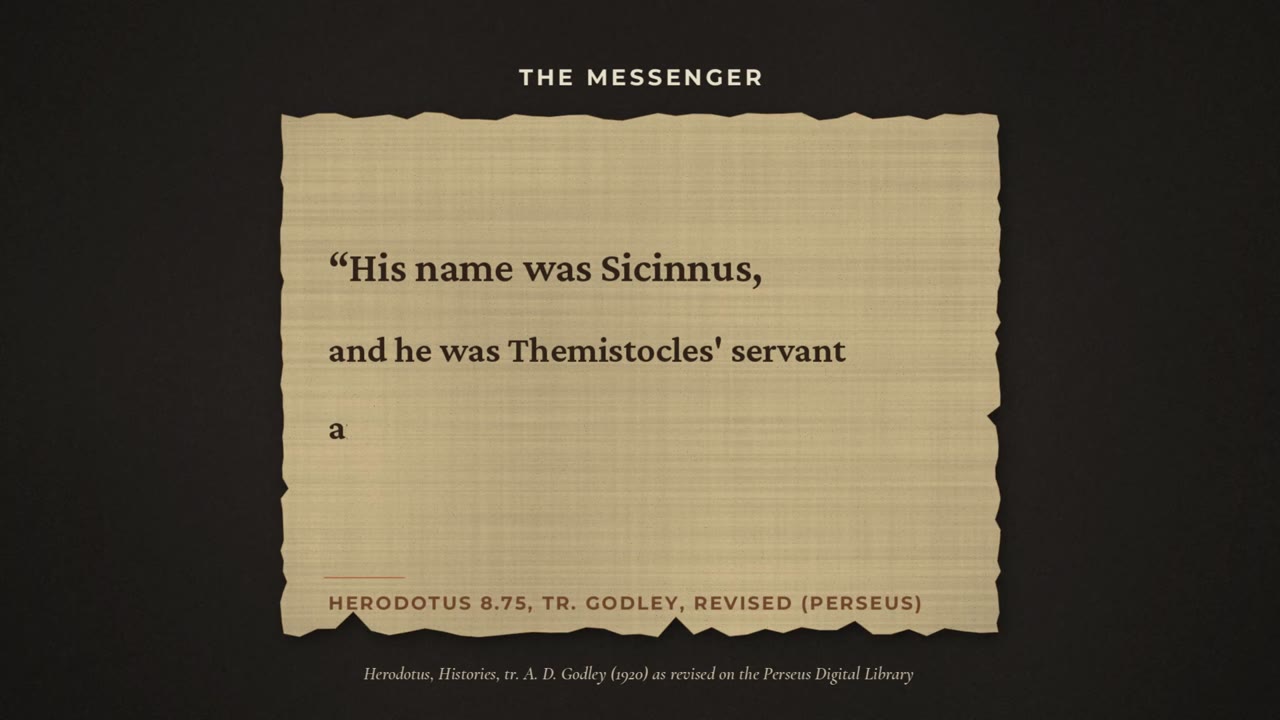 THE MESSENGER
“His name was Sicinnus,
and he was Themistocles' servant
a
HERODOTUS 8.75, TR. GODLEY, REVISED (PERSEUS)
Herodotus, Histories, tr. A. D. Godley (1920) as revised on the Perseus Digital Library